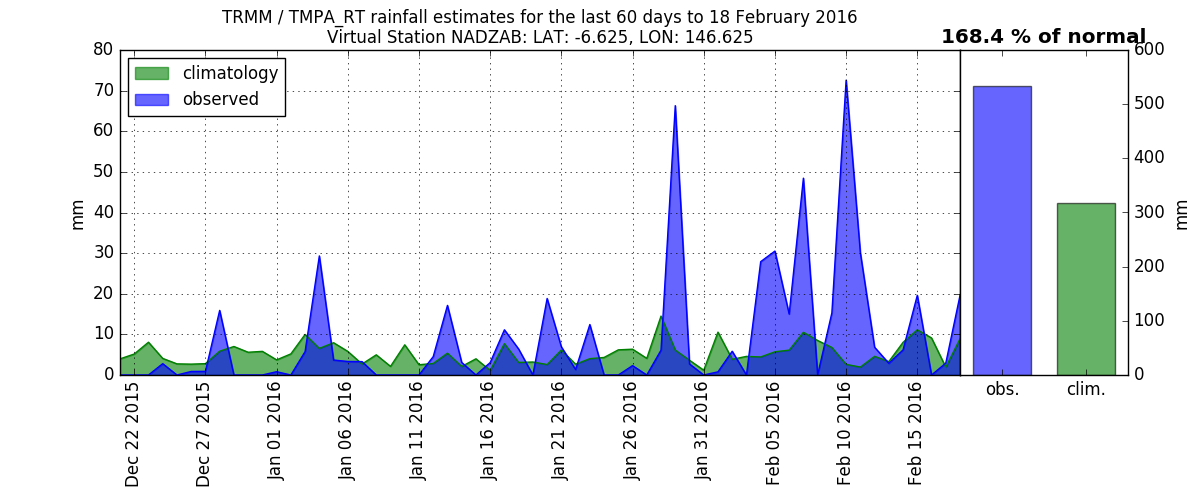 TRMM / TMPA_RT rainfall estimates for the last 60 days to 18 February 2016
Virtual Station NADZAB: LAT: -6.625, LON: 146.625
168.4 % of normal
climatology
observed
mm
80
70
60
50
40
30
20
10
0
Dec 22 2015
Dec 27 2015
Jan 01 2016
Jan 06 2016
Jan 11 2016
Jan 16 2016
Jan 21 2016
Jan 26 2016
Jan 31 2016
Feb 05 2016
Feb 10 2016
Feb 15 2016
obs.
clim.
600
500
400
300
200
100
0
mm